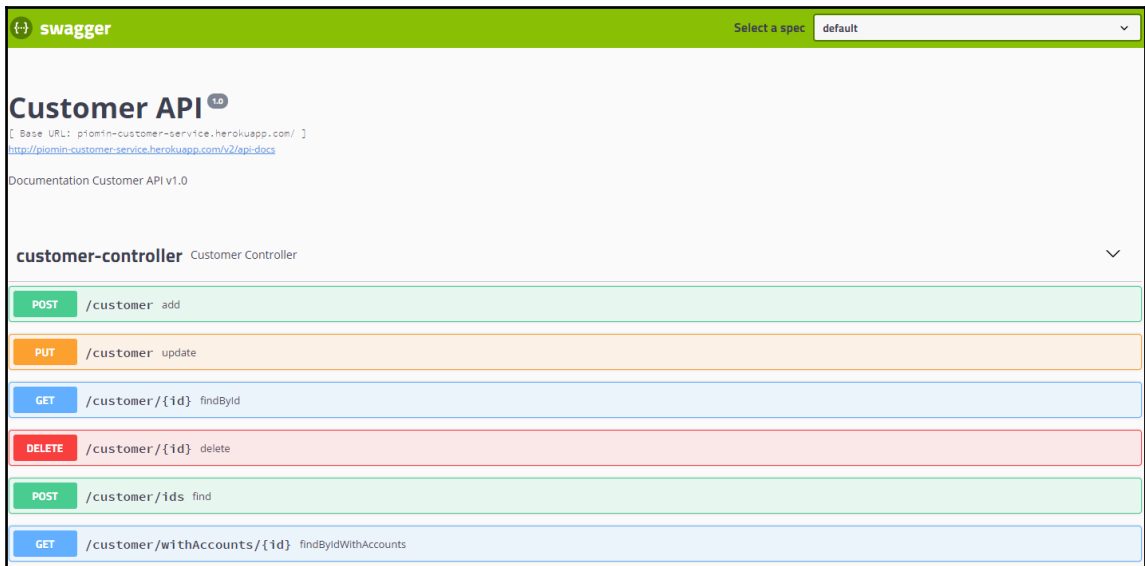 {··} swagger Select a spec default
Customer API 1.0
[ Base URL: piomin-customer-service.herokuapp.com/ ]
http://piomin-customer-service.herokuapp.com/v2/api-docs
Documentation Customer API v1.0
customer-controller Customer Controller
POST /customer add
PUT /customer update
GET /customer/{id} findById
DELETE /customer/{id} delete
POST /customer/ids find
GET /customer/withAccounts/{id} findByIdWithAccounts